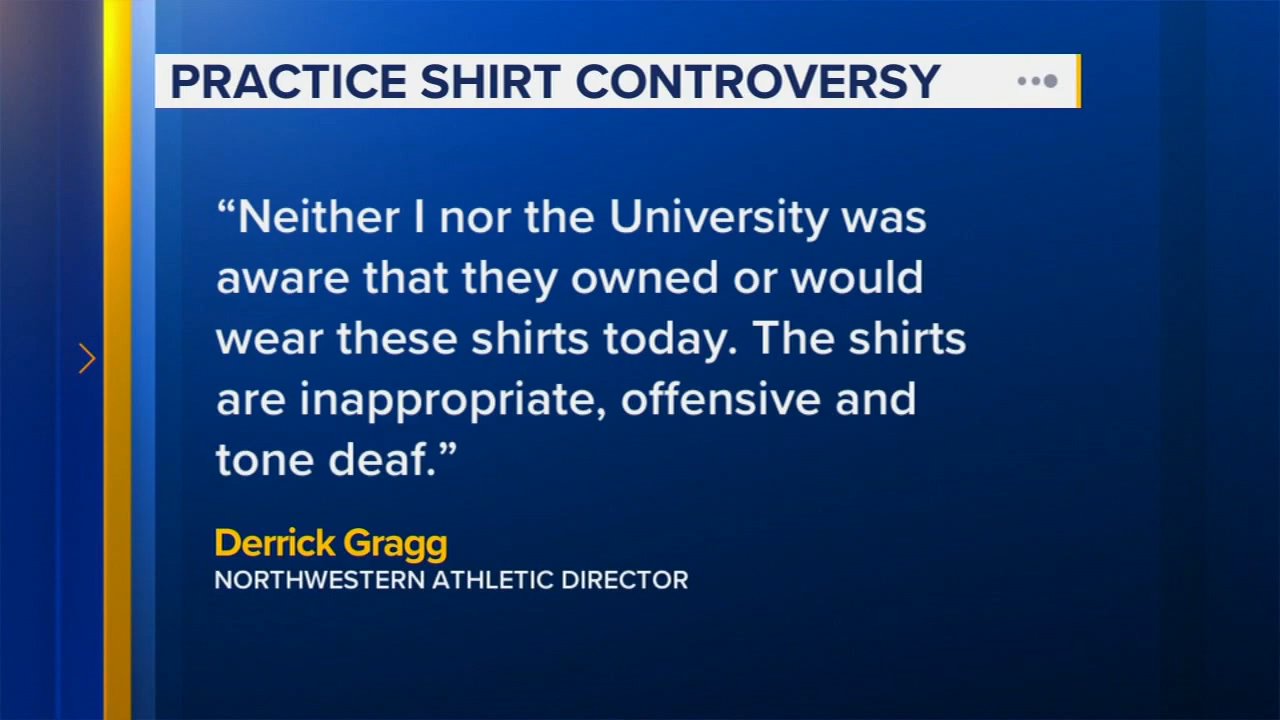 PRACTICE SHIRT CONTROVERSY
“Neither I nor the University was
aware that they owned or would
wear these shirts today. The shirts
are inappropriate, offensive and
tone deaf.”
Derrick Gragg
NORTHWESTERN ATHLETIC DIRECTOR